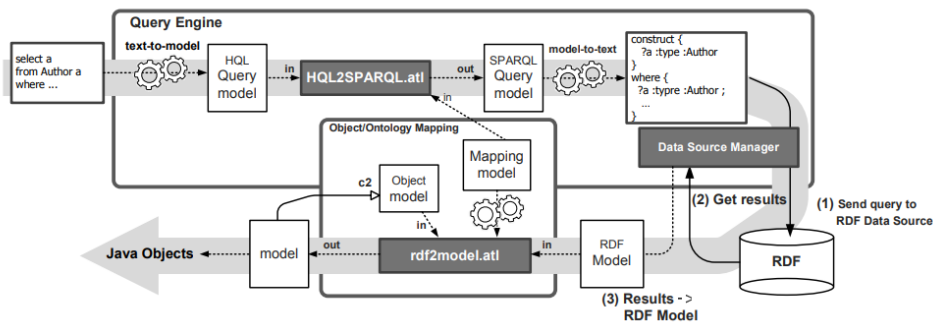 Query Engine
select a
from Author a
where ...
text-to-model
HQL
Query
model
in
HQL2SPARQL.atl
out
SPARQL
Query
model
model-to-text
construct {
?a :type :Author
}
where {
?a :typre :Author ;
...
}
in
Object/Ontology Mapping
Mapping
model
Data Source Manager
c2
Object
model
in
(2) Get results
(1) Send query to
RDF Data Source
Java Objects
model
out
rdf2model.atl
in
RDF
Model
RDF
(3) Results - >
RDF Model